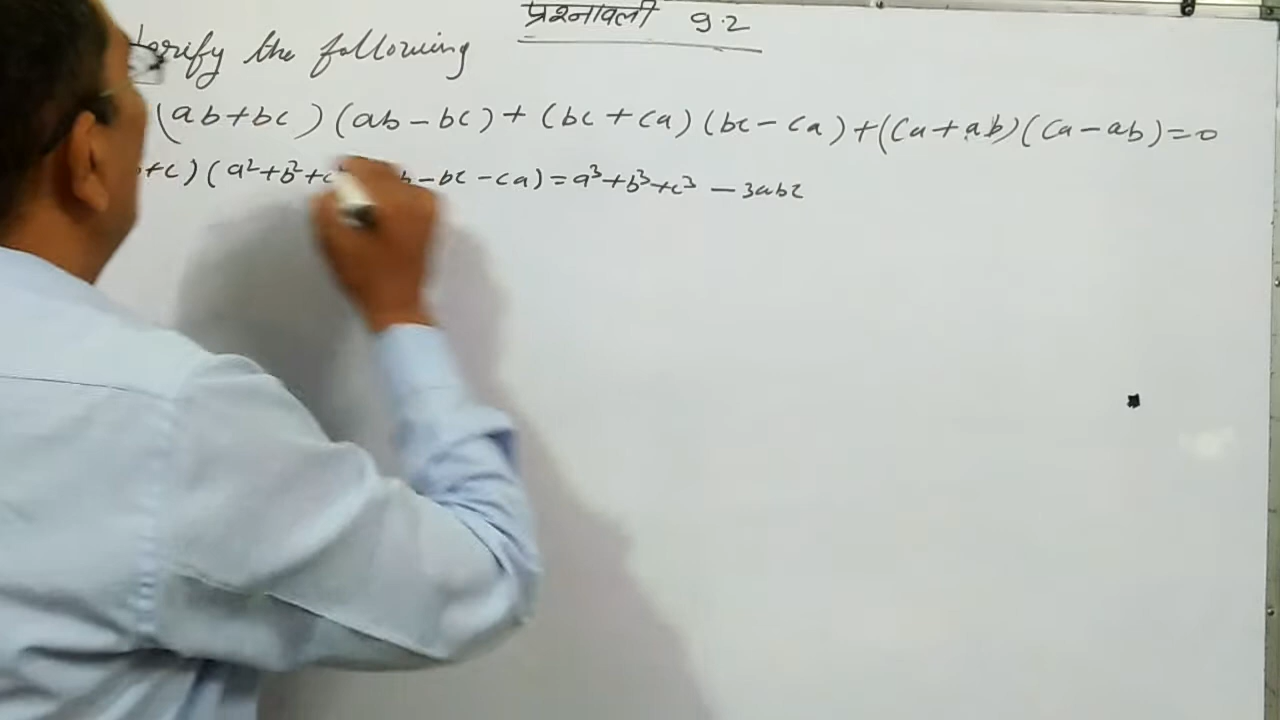 प्रश्नावली 9.2
Verify the following
(ab+bc)(ab-bc)+(bc+ca)(bc-ca)+(ca+ab)(ca-ab)=0
+c)(a²+b²+c² b-bc-ca)=a³+b³+c³-3abc